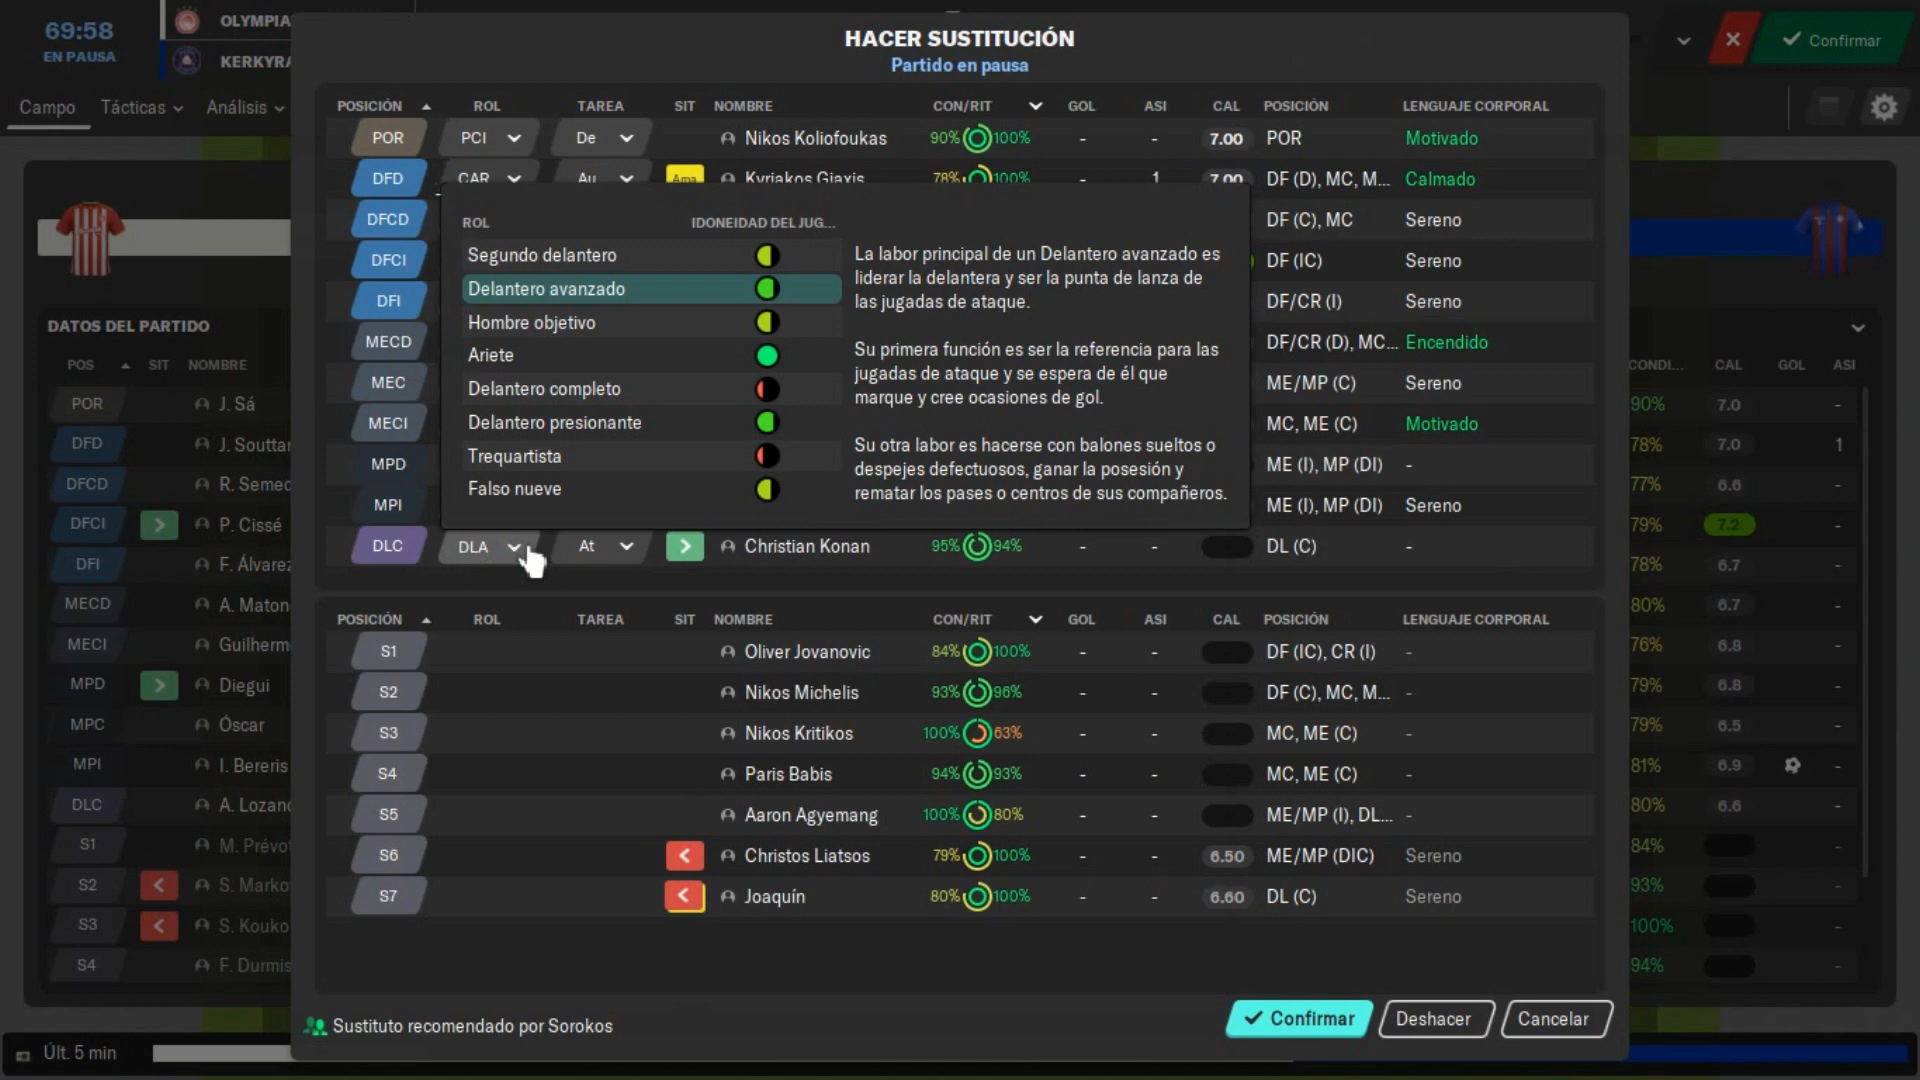 69:58
EN PAUSA
OLYMPIA
KERKYRA
HACER SUSTITUCIÓN
Partido en pausa
Confirmar
Campo Tácticas Análisis
POSICIÓN ROL TAREA SIT NOMBRE CON/RIT GOL ASI CAL POSICIÓN LENGUAJE CORPORAL
POR PCI De Nikos Koliofoukas 90% 100% - - 7.00 POR Motivado
DFD CAR Au Ama Kyriakos Giaxis 78% 100% - 1 7.00 DF (D), MC, M... Calmado
DFCD DF (C), MC Sereno
DFCI DF (IC) Sereno
DFI DF/CR (I) Sereno
MECD DF/CR (D), MC... Encendido
MEC ME/MP (C) Sereno
MECI MC, ME (C) Motivado
MPD ME (I), MP (DI) -
MPI ME (I), MP (DI) Sereno
DLC DLA At Christian Konan 95% 94% - - DL (C) -
ROL IDONEIDAD DEL JUG...
Segundo delantero
Delantero avanzado
Hombre objetivo
Ariete
Delantero completo
Delantero presionante
Trequartista
Falso nueve
La labor principal de un Delantero avanzado es
liderar la delantera y ser la punta de lanza de
las jugadas de ataque.
Su primera función es ser la referencia para las
jugadas de ataque y se espera de él que
marque y cree ocasiones de gol.
Su otra labor es hacerse con balones sueltos o
despejes defectuosos, ganar la posesión y
rematar los pases o centros de sus compañeros.
POSICIÓN ROL TAREA SIT NOMBRE CON/RIT GOL ASI CAL POSICIÓN LENGUAJE CORPORAL
S1 Oliver Jovanovic 84% 100% - - DF (IC), CR (I) -
S2 Nikos Michelis 93% 96% - - DF (C), MC, M... -
S3 Nikos Kritikos 100% 63% - - MC, ME (C) -
S4 Paris Babis 94% 93% - - MC, ME (C) -
S5 Aaron Agyemang 100% 80% - - ME/MP (I), DL... -
S6 Christos Liatsos 79% 100% - - 6.50 ME/MP (DIC) Sereno
S7 Joaquín 80% 100% - - 6.60 DL (C) Sereno
Sustituto recomendado por Sorokos
Confirmar Deshacer Cancelar
DATOS DEL PARTIDO
POS SIT NOMBRE
POR J. Sá
DFD J. Souttar
DFCD R. Semed
DFCI P. Cissé
DFI F. Álvarez
MECD A. Maton
MECI Guilherm
MPD Diegui
MPC Óscar
MPI I. Bereris
DLC A. Lozano
S1 M. Prévot
S2 S. Marko
S3 S. Kouko
S4 F. Durmis
CONDI... CAL GOL ASI
90% 7.0 -
78% 7.0 1
77% 6.6 -
79% 7.2 -
78% 6.7 -
80% 6.7 -
76% 6.8 -
79% 6.8 -
79% 6.5 -
81% 6.9 -
80% 6.6 -
84% -
93% -
100% -
94% -
Últ. 5 min